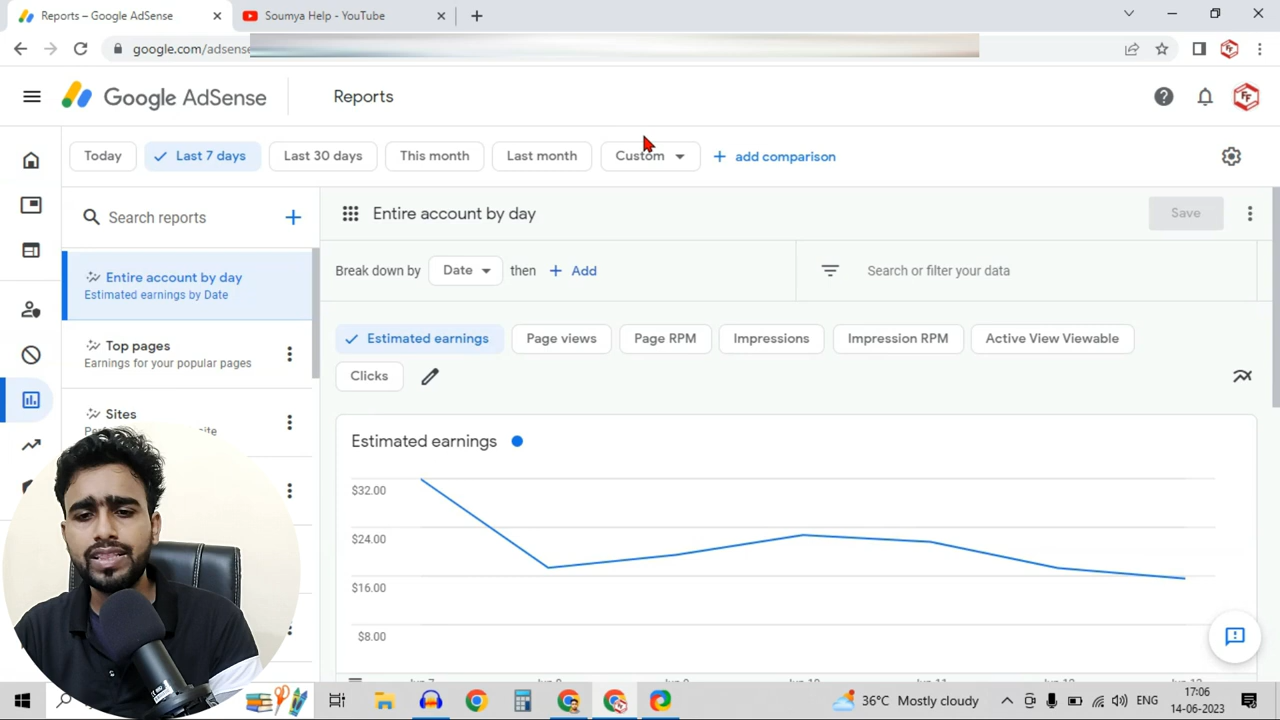 Reports – Google AdSense
Soumya Help - YouTube
google.com/adsense
Google AdSense
Reports
Today
Last 7 days
Last 30 days
This month
Last month
Custom
add comparison
Search reports
Entire account by day
Save
Entire account by day
Estimated earnings by Date
Break down by
Date
then
Add
Search or filter your data
Top pages
Earnings for your popular pages
Estimated earnings
Page views
Page RPM
Impressions
Impression RPM
Active View Viewable
Clicks
Sites
Estimated earnings
$32.00
$24.00
$16.00
$8.00
36°C Mostly cloudy
ENG
17:06
14-06-2023